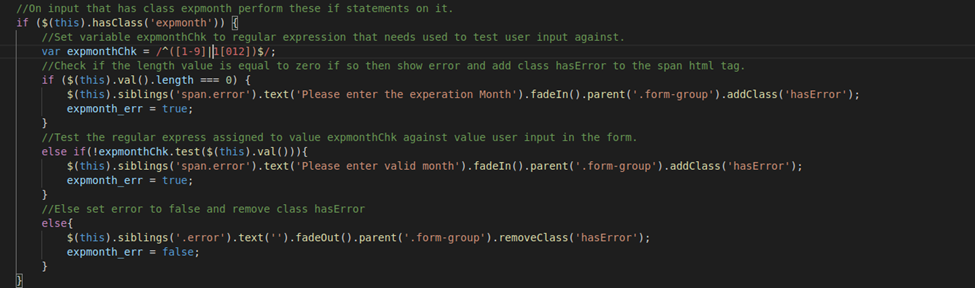 //On input that has class expmonth perform these if statements on it.
if ($(this).hasClass('expmonth')) {
//Set variable expmonthChk to regular expression that needs used to test user input against.
var expmonthChk = /^([1-9]|1[012])$/;
//Check if the length value is equal to zero if so then show error and add class hasError to the span html tag.
if ($(this).val().length === 0) {
$(this).siblings('span.error').text('Please enter the experation Month').fadeIn().parent('.form-group').addClass('hasError');
expmonth_err = true;
}
//Test the regular express assigned to value expmonthChk against value user input in the form.
else if(!expmonthChk.test($(this).val())){
$(this).siblings('span.error').text('Please enter valid month').fadeIn().parent('.form-group').addClass('hasError');
expmonth_err = true;
}
//Else set error to false and remove class hasError
else{
$(this).siblings('.error').text('').fadeOut().parent('.form-group').removeClass('hasError');
expmonth_err = false;
}
}